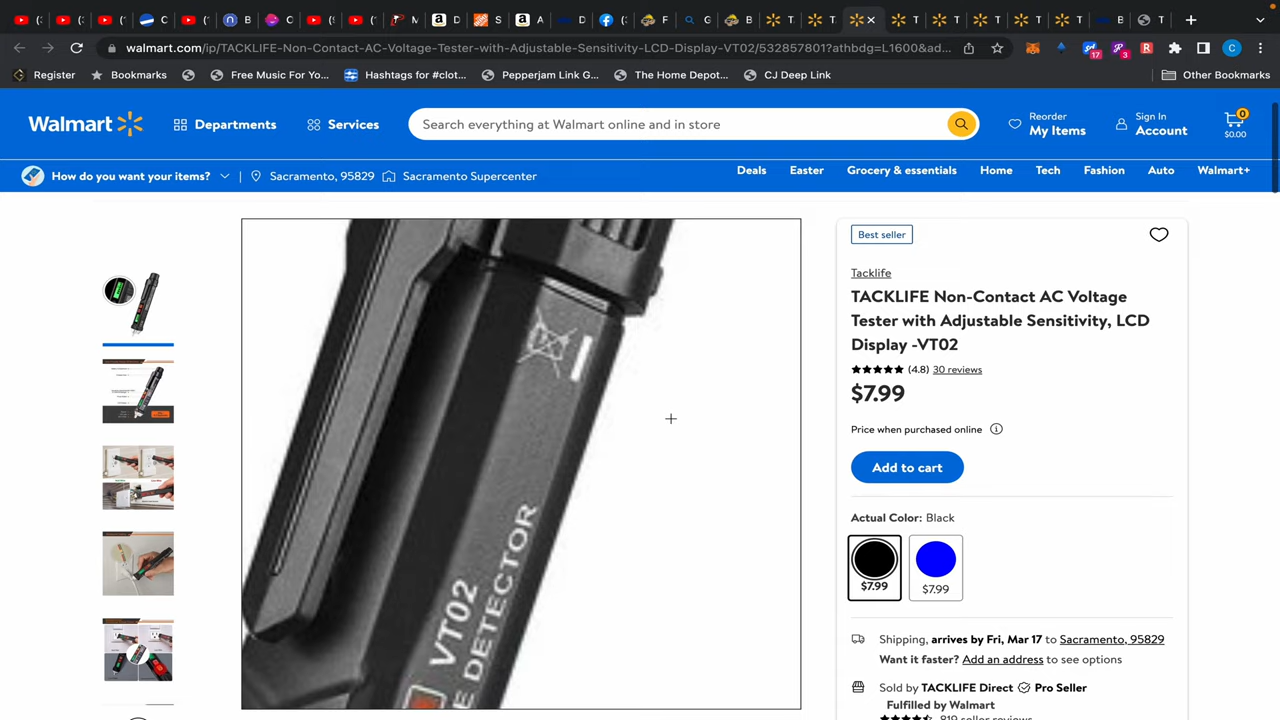 walmart.com/ip/TACKLIFE-Non-Contact-AC-Voltage-Tester-with-Adjustable-Sensitivity-LCD-Display-VT02/532857801?athbdg=L1600&ad...
Register
Bookmarks
Free Music For Yo...
Hashtags for #clot...
Pepperjam Link G...
The Home Depot...
CJ Deep Link
Other Bookmarks
Walmart
Departments
Services
Search everything at Walmart online and in store
Reorder
My Items
Sign In
Account
0
$0.00
How do you want your items?
Sacramento, 95829
Sacramento Supercenter
Deals
Easter
Grocery & essentials
Home
Tech
Fashion
Auto
Walmart+
VT02
E DETECTOR
Best seller
Tacklife
TACKLIFE Non-Contact AC Voltage
Tester with Adjustable Sensitivity, LCD
Display -VT02
(4.8) 30 reviews
$7.99
Price when purchased online
Add to cart
Actual Color: Black
$7.99
$7.99
Shipping, arrives by Fri, Mar 17 to Sacramento, 95829
Want it faster? Add an address to see options
Sold by TACKLIFE Direct Pro Seller
Fulfilled by Walmart
819 seller reviews